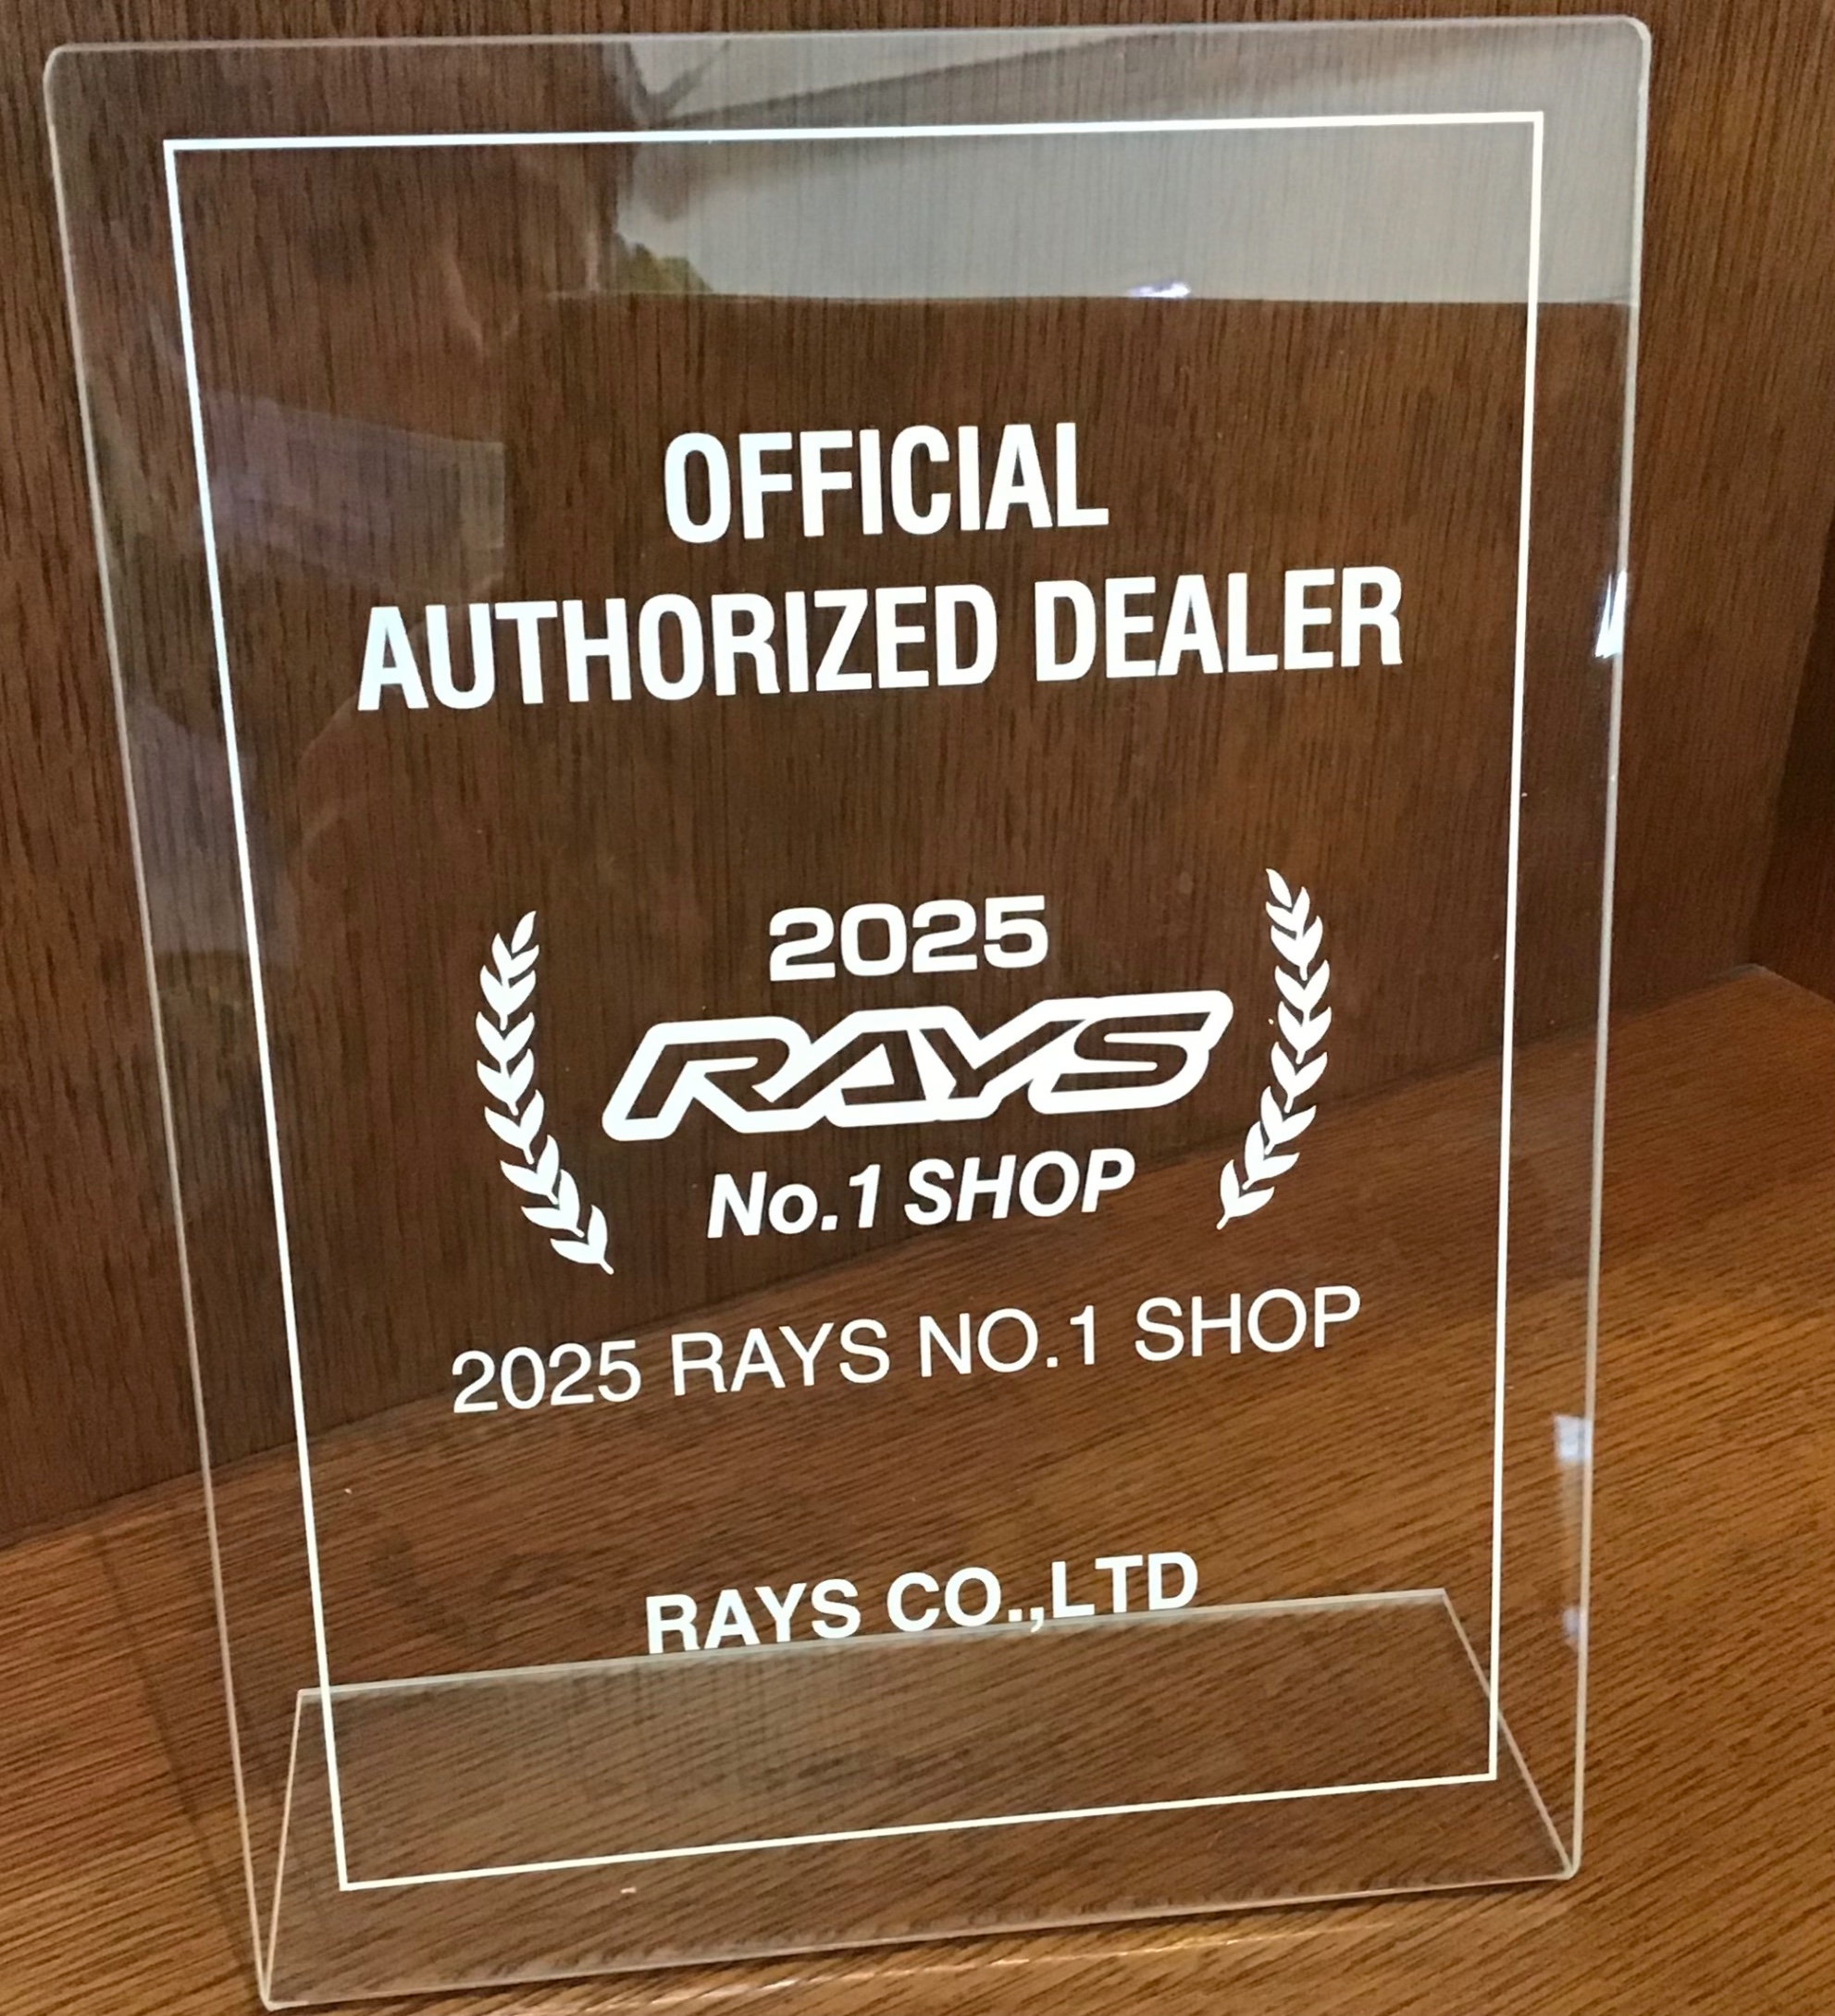 OFFICIAL
AUTHORIZED DEALER
2025
RAYS
No.1 SHOP
2025 RAYS NO.1 SHOP
RAYS CO.,LTD